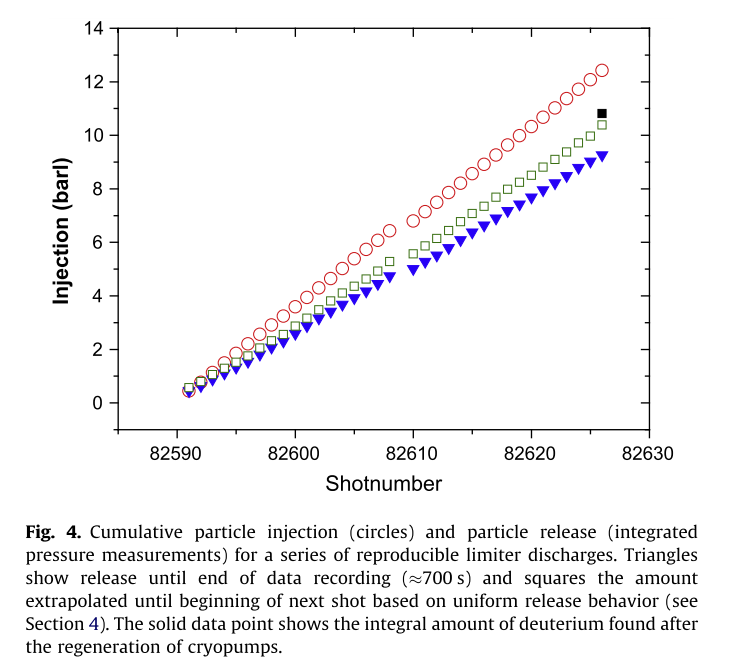 14
12
10
8
6
4
2
0
Injection (barl)
82590 82600 82610 82620 82630
Shotnumber
Fig. 4. Cumulative particle injection (circles) and particle release (integrated
pressure measurements) for a series of reproducible limiter discharges. Triangles
show release until end of data recording (≈700 s) and squares the amount
extrapolated until beginning of next shot based on uniform release behavior (see
Section 4). The solid data point shows the integral amount of deuterium found after
the regeneration of cryopumps.